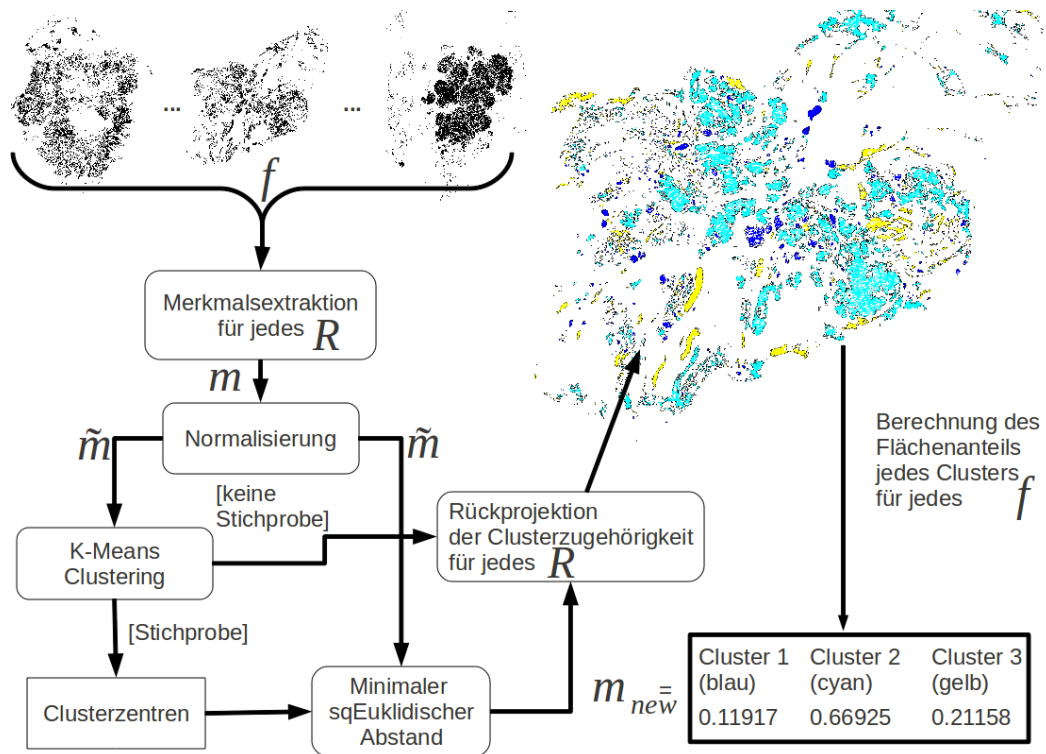 ... ...
f
Merkmalsextraktion
für jedes R
m
Normalisierung
m̃ m̃
[keine
Stichprobe]
K-Means
Clustering
[Stichprobe]
Clusterzentren
Minimaler
sqEuklidischer
Abstand
Rückprojektion
der Clusterzugehörigkeit
für jedes R
Berechnung des
Flächenanteils
jedes Clusters
für jedes f
m new =
Cluster 1 Cluster 2 Cluster 3
(blau) (cyan) (gelb)
0.11917 0.66925 0.21158